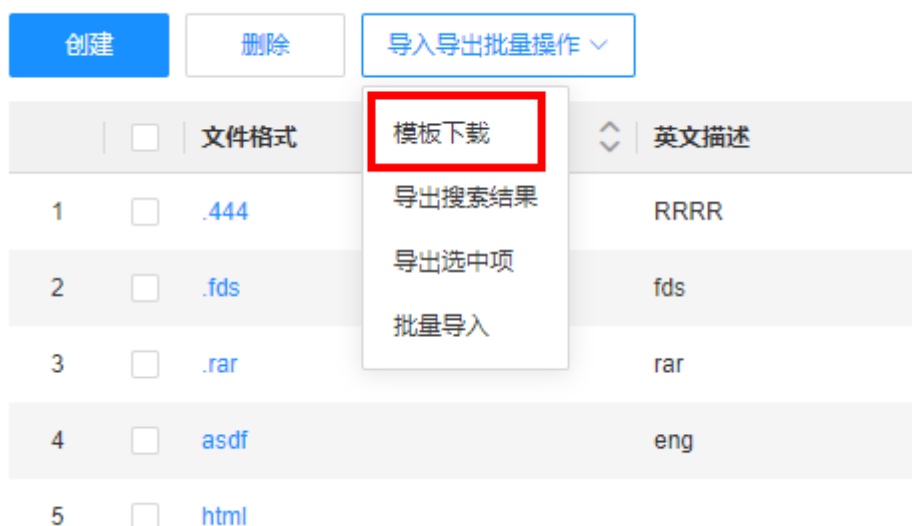 创建 删除 导入导出批量操作
模板下载
文件格式 英文描述
导出搜索结果
1 .444 RRRR
导出选中项
2 .fds fds
批量导入
3 .rar rar
4 asdf eng
5 html